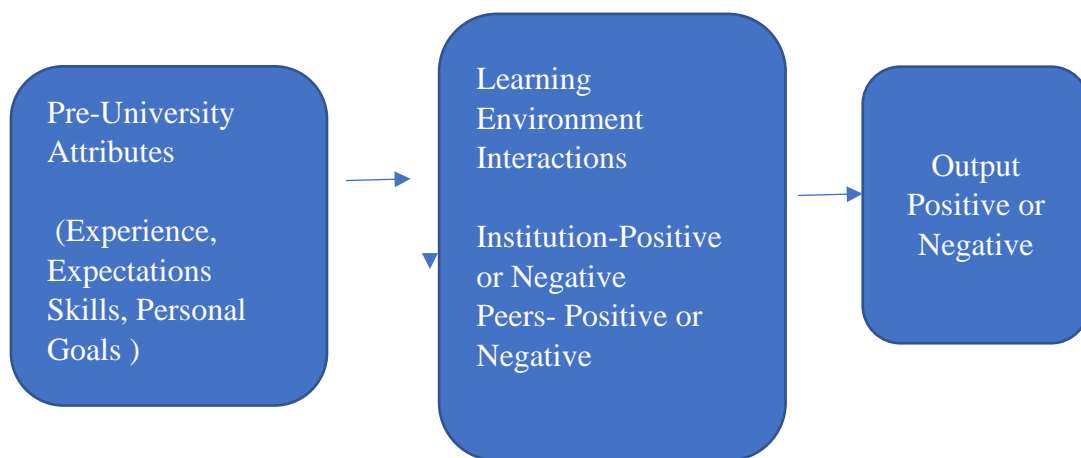 Pre-University
Attributes
(Experience,
Expectations
Skills, Personal
Goals )
Learning
Environment
Interactions
Institution-Positive
or Negative
Peers- Positive or
Negative
Output
Positive or
Negative